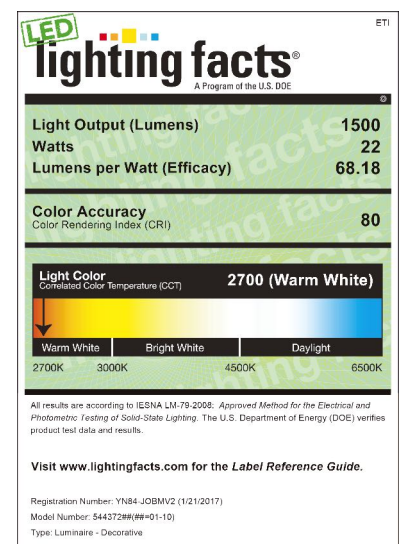 ETI
LED
lighting facts®
A Program of the U.S. DOE
Light Output (Lumens) 1500
Watts 22
Lumens per Watt (Efficacy) 68.18
Color Accuracy
Color Rendering Index (CRI) 80
Light Color
Correlated Color Temperature (CCT) 2700 (Warm White)
Warm White Bright White Daylight
2700K 3000K 4500K 6500K
All results are according to IESNA LM-79-2008: Approved Method for the Electrical and
Photometric Testing of Solid-State Lighting. The U.S. Department of Energy (DOE) verifies
product test data and results.
Visit www.lightingfacts.com for the Label Reference Guide.
Registration Number: YN84-JOBMV2 (1/21/2017)
Model Number: 544372##(##=01-10)
Type: Luminaire - Decorative